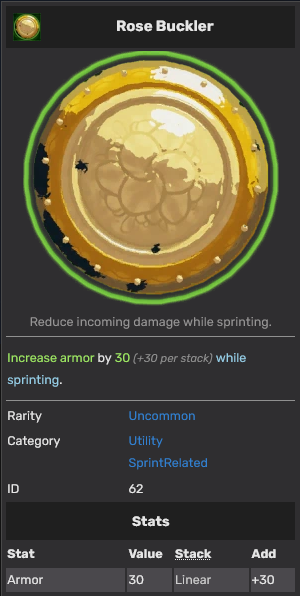 Rose Buckler
Reduce incoming damage while sprinting.
Increase armor by 30 (+30 per stack) while
sprinting.
Rarity Uncommon
Category Utility
SprintRelated
ID 62
Stats
Stat Value Stack Add
Armor 30 Linear +30